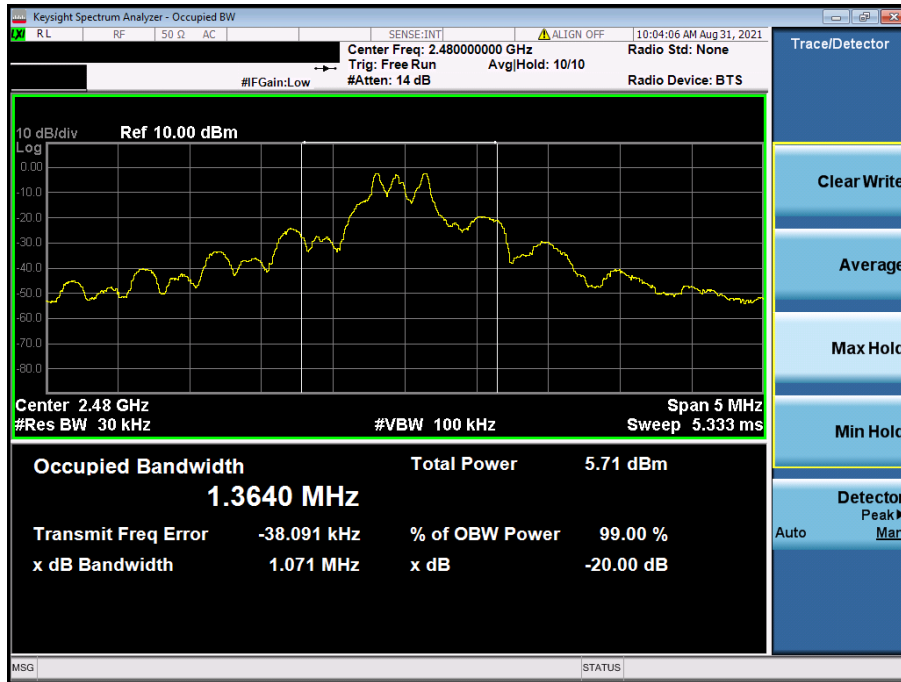 Keysight Spectrum Analyzer - Occupied BW
LXI RL RF 50 Ω AC SENSE:INT ALIGN OFF 10:04:06 AM Aug 31, 2021
Center Freq: 2.480000000 GHz Radio Std: None
Trig: Free Run Avg|Hold: 10/10
#IFGain:Low #Atten: 14 dB Radio Device: BTS
10 dB/div Ref 10.00 dBm
Log
0.00
-10.0
-20.0
-30.0
-40.0
-50.0
-60.0
-70.0
-80.0
Center 2.48 GHz Span 5 MHz
#Res BW 30 kHz #VBW 100 kHz Sweep 5.333 ms
Occupied Bandwidth Total Power 5.71 dBm
1.3640 MHz
Transmit Freq Error -38.091 kHz % of OBW Power 99.00 %
x dB Bandwidth 1.071 MHz x dB -20.00 dB
MSG STATUS
Trace/Detector
Clear Write
Average
Max Hold
Min Hold
Detector
Peak
Auto Man